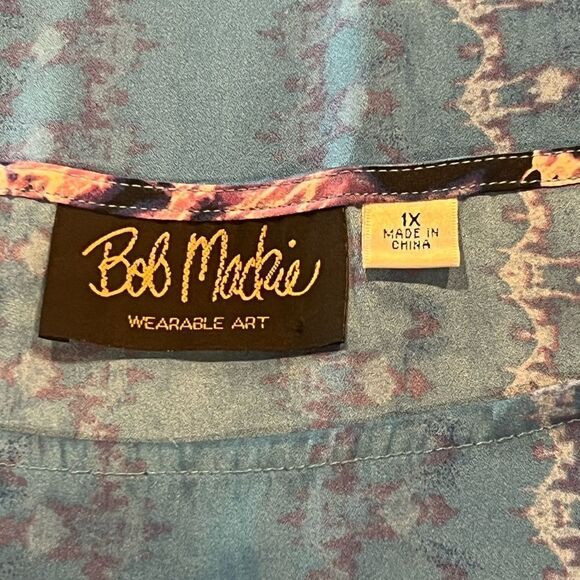 Bob Mackie
WEARABLE ART
1X
MADE IN
CHINA